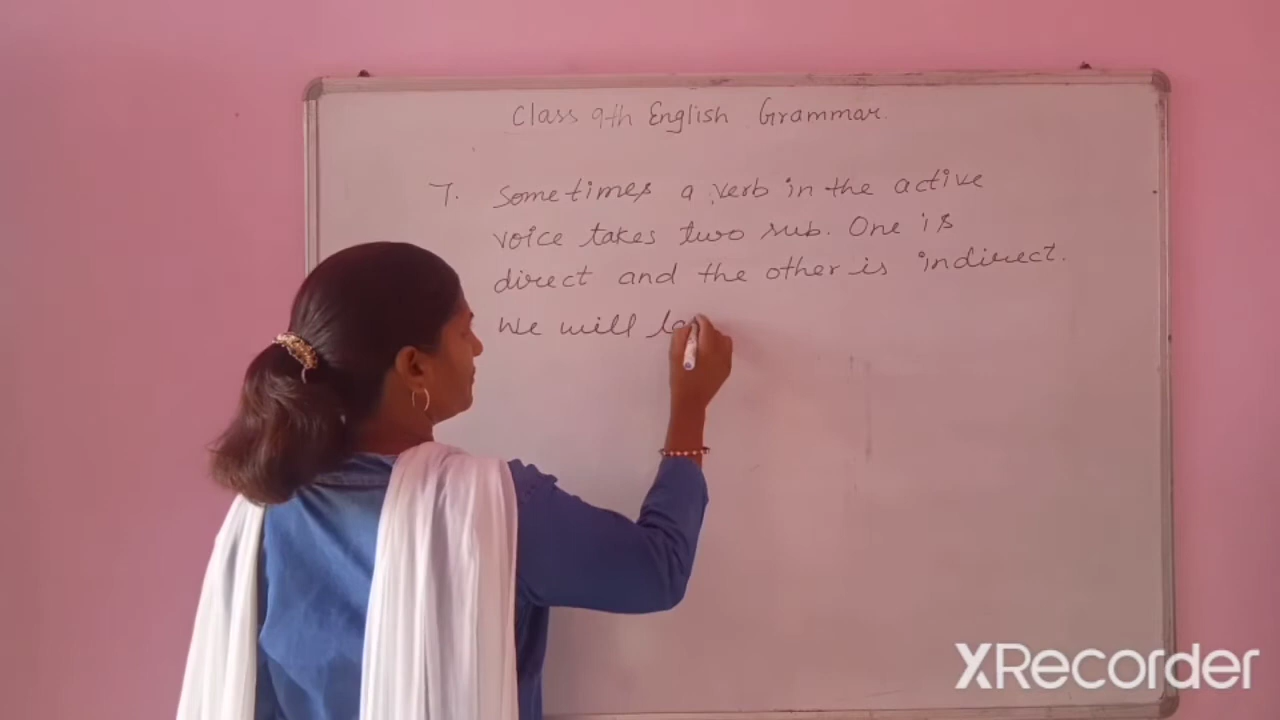 Class 9th English Grammar.
7. Sometimes a verb in the active
voice takes two sub. One is
direct and the other is indirect.
We will
XRecorder